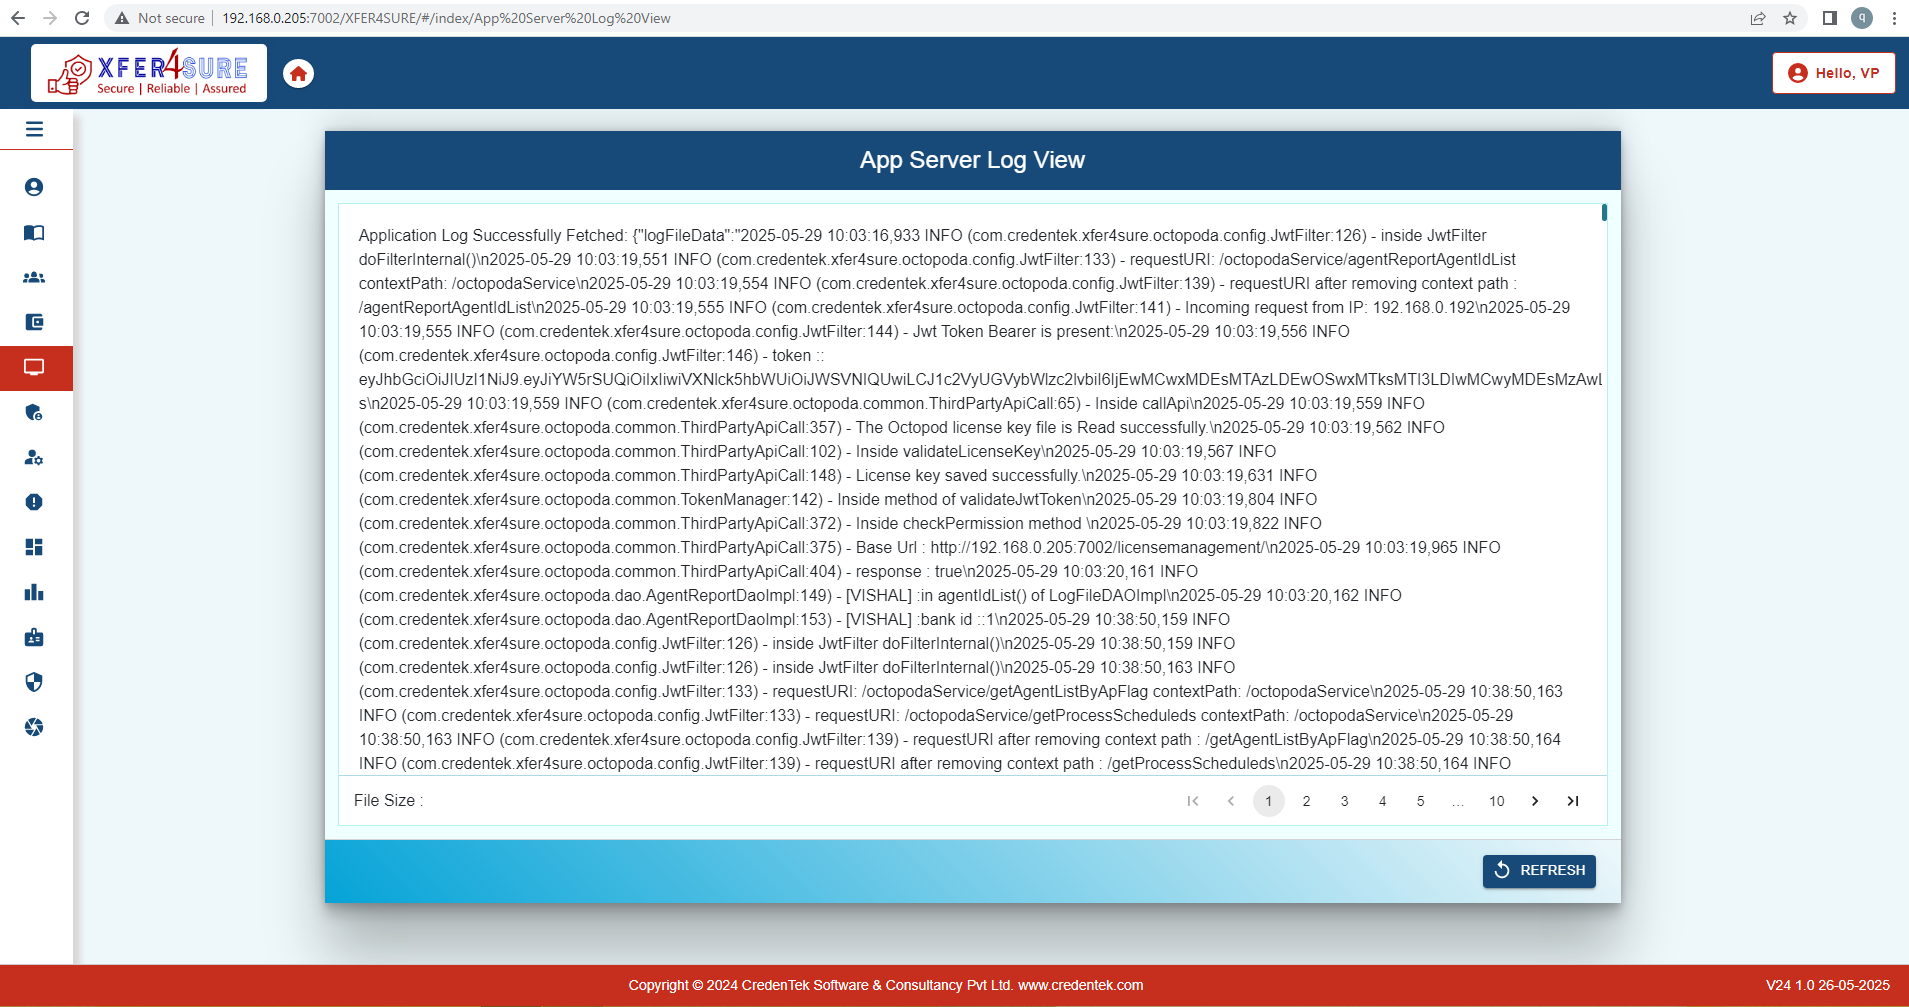 Not secure
192.168.0.205:7002/XFER4SURE/#/index/App%20Server%20Log%20View
q
XFER4SURE
Secure | Reliable | Assured
Hello, VP
App Server Log View
Application Log Successfully Fetched: {"logFileData":"2025-05-29 10:03:16,933 INFO (com.credentek.xfer4sure.octopoda.config.JwtFilter:126) - inside JwtFilter
doFilterInternal()\n2025-05-29 10:03:19,551 INFO (com.credentek.xfer4sure.octopoda.config.JwtFilter:133) - requestURI: /octopodaService/agentReportAgentIdList
contextPath: /octopodaService\n2025-05-29 10:03:19,554 INFO (com.credentek.xfer4sure.octopoda.config.JwtFilter:139) - requestURI after removing context path :
/agentReportAgentIdList\n2025-05-29 10:03:19,555 INFO (com.credentek.xfer4sure.octopoda.config.JwtFilter:141) - Incoming request from IP: 192.168.0.192\n2025-05-29
10:03:19,555 INFO (com.credentek.xfer4sure.octopoda.config.JwtFilter:144) - Jwt Token Bearer is present:\n2025-05-29 10:03:19,556 INFO
(com.credentek.xfer4sure.octopoda.config.JwtFilter:146) - token ::
s\n2025-05-29 10:03:19,559 INFO (com.credentek.xfer4sure.octopoda.common.ThirdPartyApiCall:65) - Inside callApi\n2025-05-29 10:03:19,559 INFO
(com.credentek.xfer4sure.octopoda.common.ThirdPartyApiCall:357) - The Octopod license key file is Read successfully.\n2025-05-29 10:03:19,562 INFO
(com.credentek.xfer4sure.octopoda.common.ThirdPartyApiCall:102) - Inside validateLicenseKey\n2025-05-29 10:03:19,567 INFO
(com.credentek.xfer4sure.octopoda.common.ThirdPartyApiCall:148) - License key saved successfully.\n2025-05-29 10:03:19,631 INFO
(com.credentek.xfer4sure.octopoda.common.TokenManager:142) - Inside method of validateJwtToken\n2025-05-29 10:03:19,804 INFO
(com.credentek.xfer4sure.octopoda.common.ThirdPartyApiCall:372) - Inside checkPermission method \n2025-05-29 10:03:19,822 INFO
(com.credentek.xfer4sure.octopoda.common.ThirdPartyApiCall:375) - Base Url : http://192.168.0.205:7002/licensemanagement/\n2025-05-29 10:03:19,965 INFO
(com.credentek.xfer4sure.octopoda.common.ThirdPartyApiCall:404) - response : true\n2025-05-29 10:03:20,161 INFO
(com.credentek.xfer4sure.octopoda.dao.AgentReportDaoImpl:149) - [VISHAL] :in agentIdList() of LogFileDAOImpl\n2025-05-29 10:03:20,162 INFO
(com.credentek.xfer4sure.octopoda.dao.AgentReportDaoImpl:153) - [VISHAL] :bank id ::1\n2025-05-29 10:38:50,159 INFO
(com.credentek.xfer4sure.octopoda.config.JwtFilter:126) - inside JwtFilter doFilterInternal()\n2025-05-29 10:38:50,159 INFO
(com.credentek.xfer4sure.octopoda.config.JwtFilter:126) - inside JwtFilter doFilterInternal()\n2025-05-29 10:38:50,163 INFO
(com.credentek.xfer4sure.octopoda.config.JwtFilter:133) - requestURI: /octopodaService/getAgentListByApFlag contextPath: /octopodaService\n2025-05-29 10:38:50,163
INFO (com.credentek.xfer4sure.octopoda.config.JwtFilter:133) - requestURI: /octopodaService/getProcessScheduleds contextPath: /octopodaService\n2025-05-29
10:38:50,163 INFO (com.credentek.xfer4sure.octopoda.config.JwtFilter:139) - requestURI after removing context path : /getAgentListByApFlag\n2025-05-29 10:38:50,164
INFO (com.credentek.xfer4sure.octopoda.config.JwtFilter:139) - requestURI after removing context path : /getProcessScheduleds\n2025-05-29 10:38:50,164 INFO
File Size :
1 2 3 4 5 … 10
REFRESH
Copyright © 2024 CredenTek Software & Consultancy Pvt Ltd. www.credentek.com
V24 1.0 26-05-2025